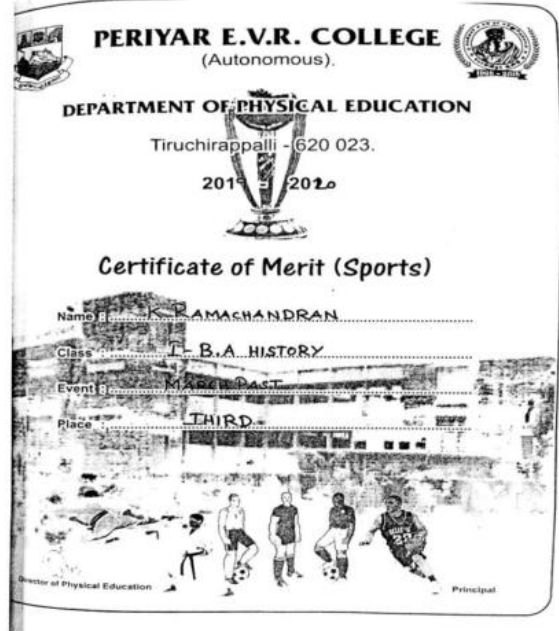 PERIYAR E.V.R. COLLEGE
(Autonomous).
DEPARTMENT OF PHYSICAL EDUCATION
Tiruchirappalli - 620 023.
2019 - 2020
Certificate of Merit (Sports)
Name : K. RAMACHANDRAN
Class : I - B.A HISTORY
Event : MARCH PAST
Place : THIRD
Director of Physical Education
Principal